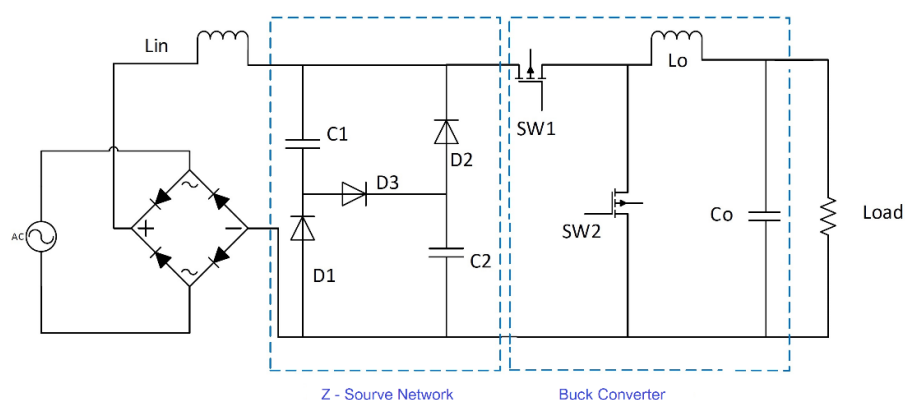 Lin
Lo
SW1
C1
D2
D3
AC
+
-
SW2
Co
Load
D1
C2
Z - Sourve Network
Buck Converter